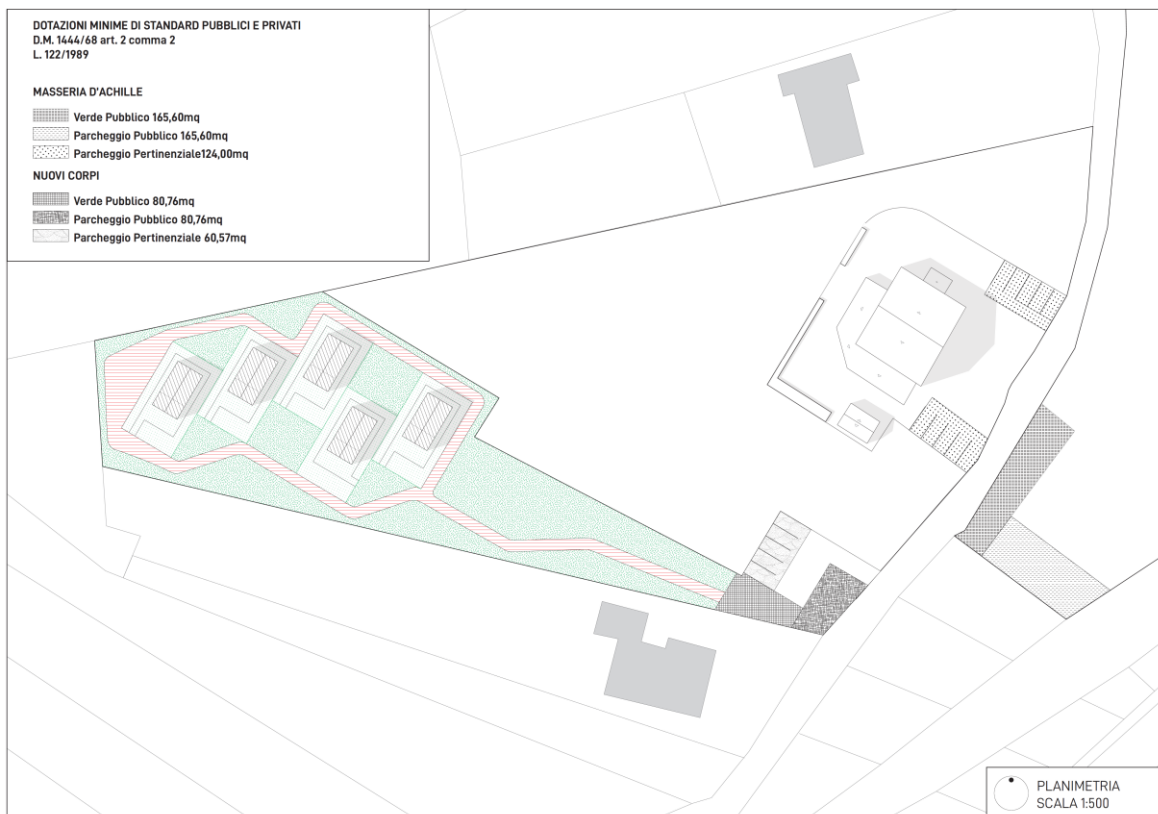 DOTAZIONI MINIME DI STANDARD PUBBLICI E PRIVATI
D.M. 1444/68 art. 2 comma 2
L. 122/1989
MASSERIA D'ACHILLE
Verde Pubblico 165,60mq
Parcheggio Pubblico 165,60mq
Parcheggio Pertinenziale124,00mq
NUOVI CORPI
Verde Pubblico 80,76mq
Parcheggio Pubblico 80,76mq
Parcheggio Pertinenziale 60,57mq
PLANIMETRIA
SCALA 1:500